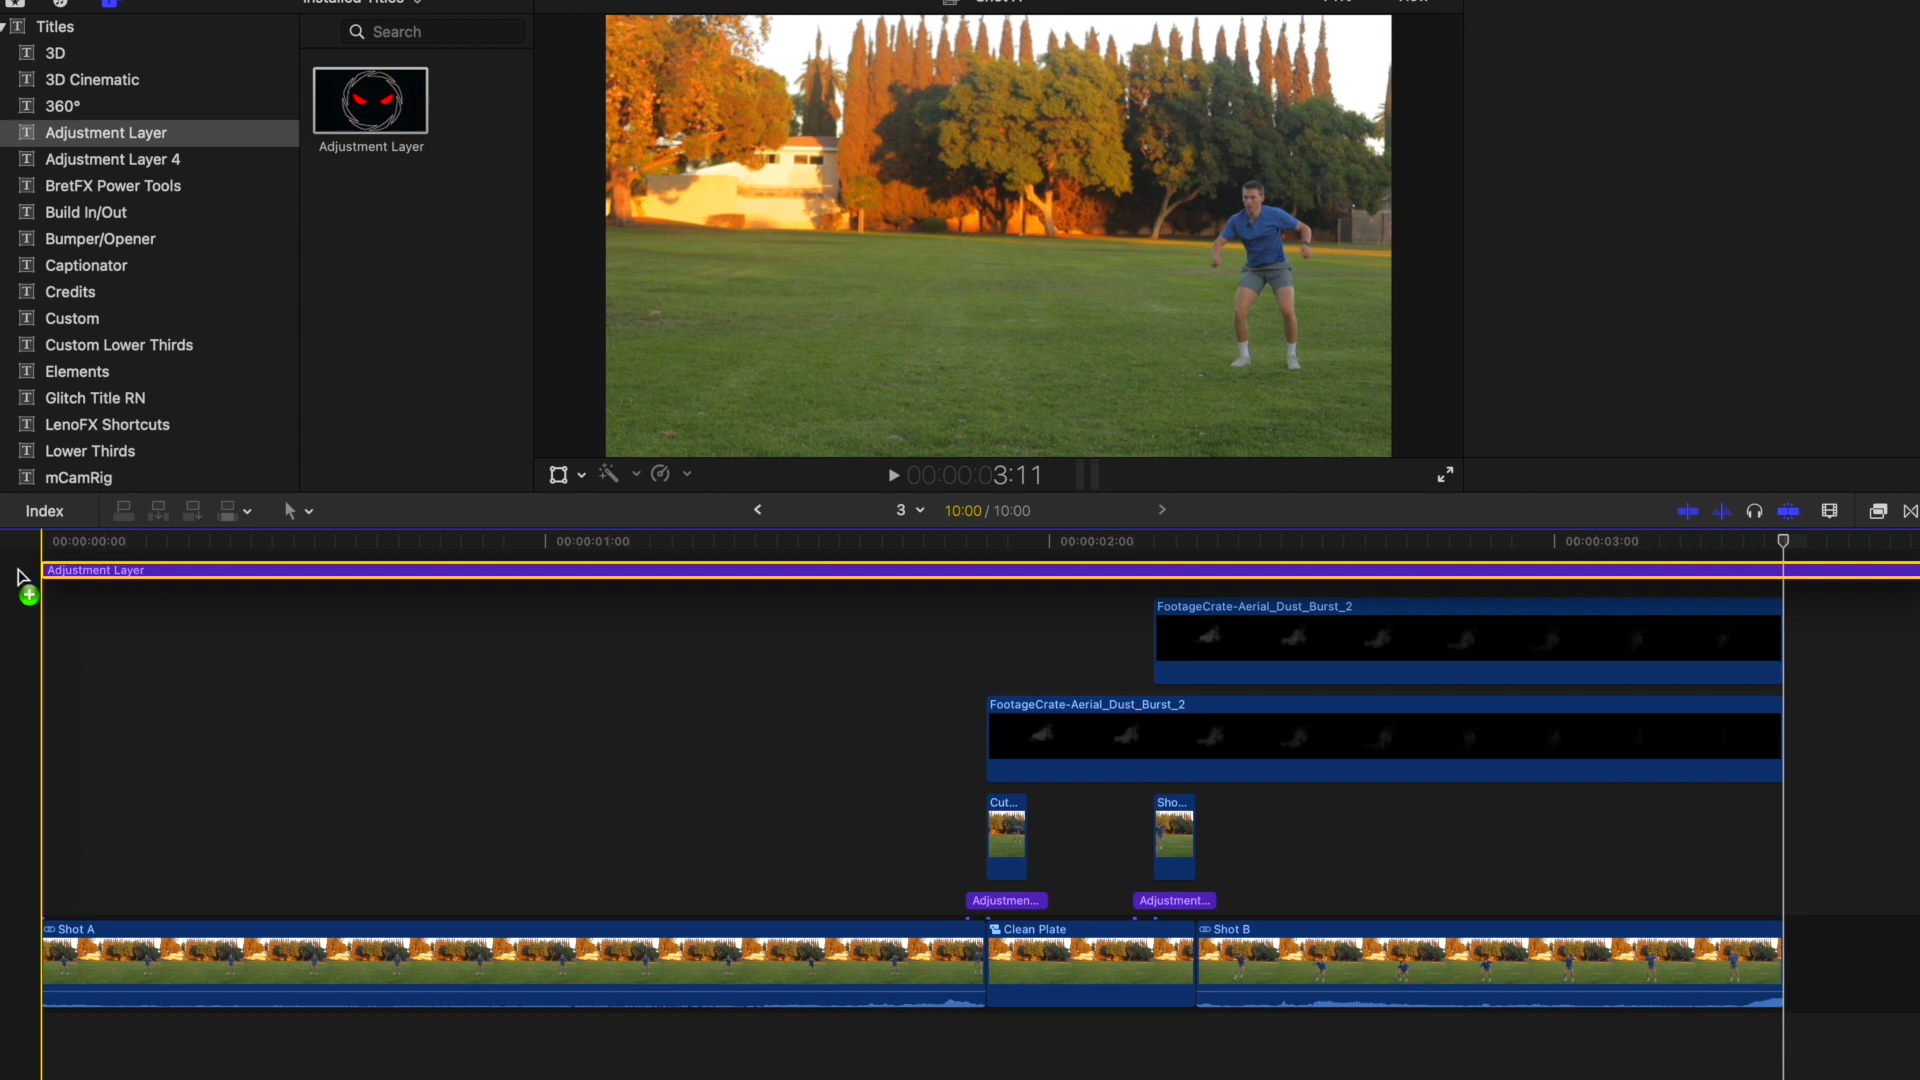 Installed Titles
Titles
Search
3D
3D Cinematic
360°
Adjustment Layer
Adjustment Layer 4
BretFX Power Tools
Build In/Out
Bumper/Opener
Captionator
Credits
Custom
Custom Lower Thirds
Elements
Glitch Title RN
LenoFX Shortcuts
Lower Thirds
mCamRig
Adjustment Layer
00:00:03:11
Index
3
10:00 / 10:00
00:00:00:00
00:00:01:00
00:00:02:00
00:00:03:00
Adjustment Layer
FootageCrate-Aerial_Dust_Burst_2
FootageCrate-Aerial_Dust_Burst_2
Cut...
Sho...
Adjustmen...
Adjustment...
Shot A
Clean Plate
Shot B